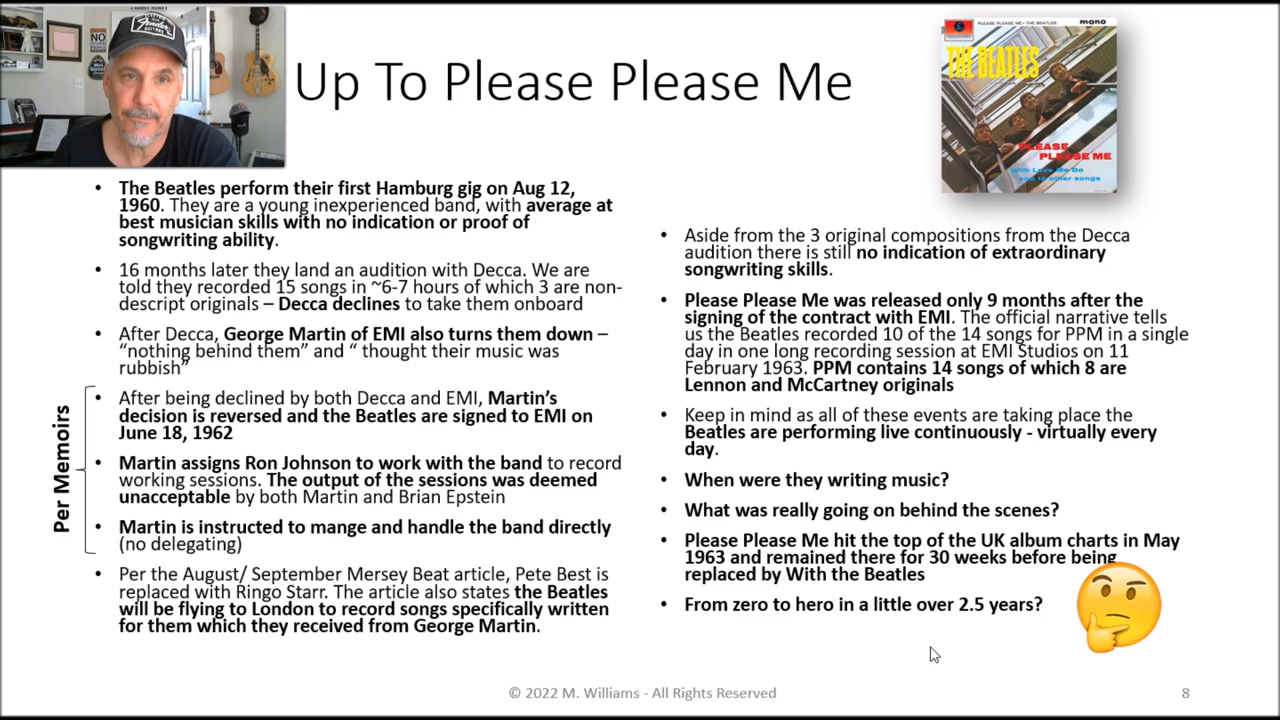 Fender
NO
Up To Please Please Me
PLEASE PLEASE ME • THE BEATLES
mono
THE BEATLES
PLEASE
PLEASE ME
with Love Me Do
and 12 other songs
• The Beatles perform their first Hamburg gig on Aug 12,
1960. They are a young inexperienced band, with average at
best musician skills with no indication or proof of
songwriting ability.
• 16 months later they land an audition with Decca. We are
told they recorded 15 songs in ~6-7 hours of which 3 are non-
descript originals – Decca declines to take them onboard
• After Decca, George Martin of EMI also turns them down –
“nothing behind them” and “ thought their music was
rubbish”
Per Memoirs
• After being declined by both Decca and EMI, Martin’s
decision is reversed and the Beatles are signed to EMI on
June 18, 1962
• Martin assigns Ron Johnson to work with the band to record
working sessions. The output of the sessions was deemed
unacceptable by both Martin and Brian Epstein
• Martin is instructed to mange and handle the band directly
(no delegating)
• Per the August/ September Mersey Beat article, Pete Best is
replaced with Ringo Starr. The article also states the Beatles
will be flying to London to record songs specifically written
for them which they received from George Martin.
• Aside from the 3 original compositions from the Decca
audition there is still no indication of extraordinary
songwriting skills.
• Please Please Me was released only 9 months after the
signing of the contract with EMI. The official narrative tells
us the Beatles recorded 10 of the 14 songs for PPM in a single
day in one long recording session at EMI Studios on 11
February 1963. PPM contains 14 songs of which 8 are
Lennon and McCartney originals
• Keep in mind as all of these events are taking place the
Beatles are performing live continuously - virtually every
day.
• When were they writing music?
• What was really going on behind the scenes?
• Please Please Me hit the top of the UK album charts in May
1963 and remained there for 30 weeks before being
replaced by With the Beatles
• From zero to hero in a little over 2.5 years?
© 2022 M. Williams - All Rights Reserved
8